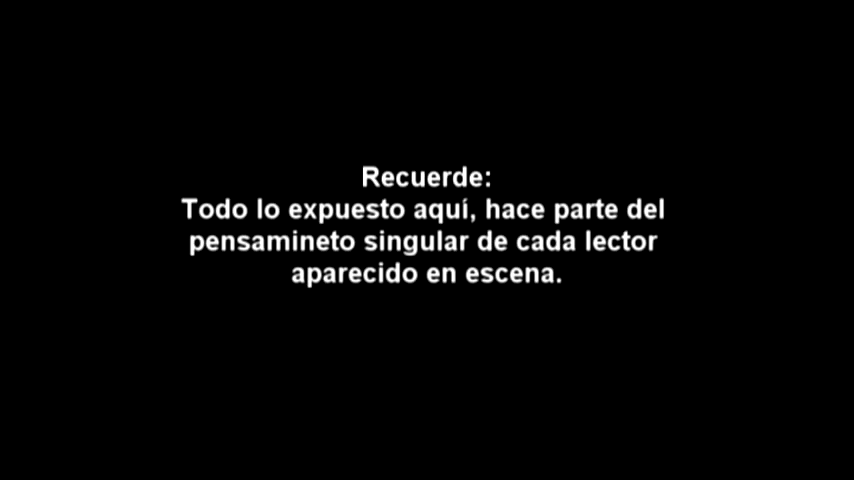 Recuerde:
Todo lo expuesto aquí, hace parte del
pensamineto singular de cada lector
aparecido en escena.